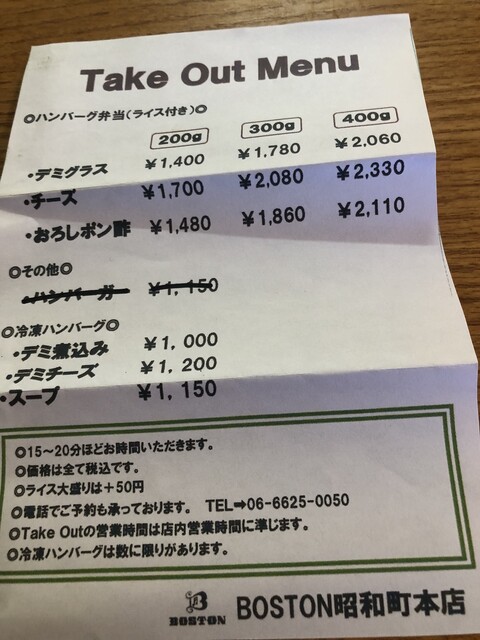 Take Out Menu
◎ハンバーグ弁当(ライス付き)◎
200g 300g 400g
・デミグラス ¥1,400 ¥1,780 ¥2,060
・チーズ ¥1,700 ¥2,080 ¥2,330
・おろしポン酢 ¥1,480 ¥1,860 ¥2,110
◎その他◎
・ハンバーガー ¥1,150
◎冷凍ハンバーグ◎
・デミ煮込み ¥1,000
・デミチーズ ¥1,200
・スープ ¥1,150
◎15～20分ほどお時間いただきます。
◎価格は全て税込です。
◎ライス大盛りは＋50円
◎電話でご予約も承っております。 TEL➡06-6625-0050
◎Take Outの営業時間は店内営業時間に準じます。
◎冷凍ハンバーグは数に限りがあります。
B
BOSTON BOSTON昭和町本店